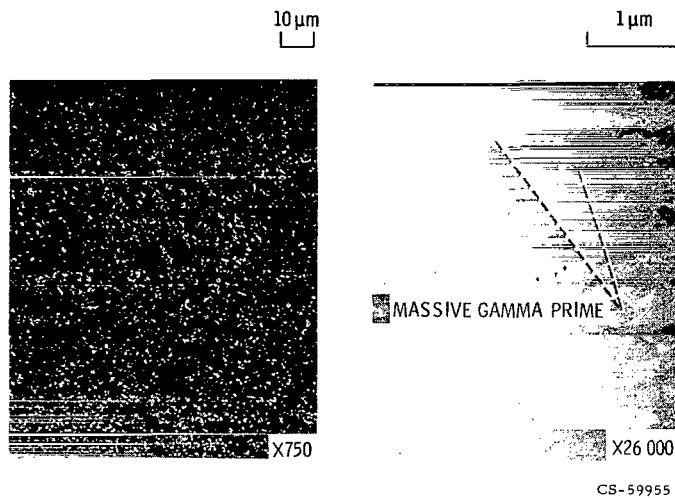 10 µm
1 µm
MASSIVE GAMMA PRIME
X750
X26 000
CS-59955